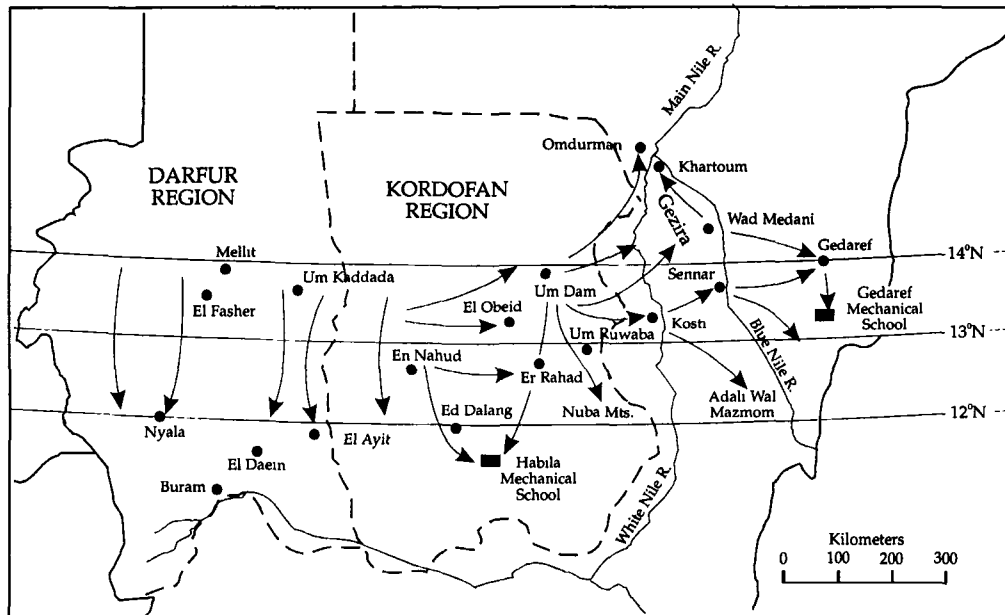 Main Nile R.
Omdurman
Khartoum
DARFUR
REGION
KORDOFAN
REGION
Gezira
Wad Medani
Mellit
Gedaref
14°N
Um Kaddada
Sennar
El Fasher
Um Dam
El Obeid
Gedaref
Mechanical
School
Kosti
Um Ruwaba
13°N
Blue Nile R.
En Nahud
Er Rahad
Adali Wal
Mazmom
Nuba Mts.
Ed Dalang
12°N
Nyala
El Ayit
El Daein
Habila
Mechanical
School
Buram
White Nile R.
Kilometers
0 100 200 300